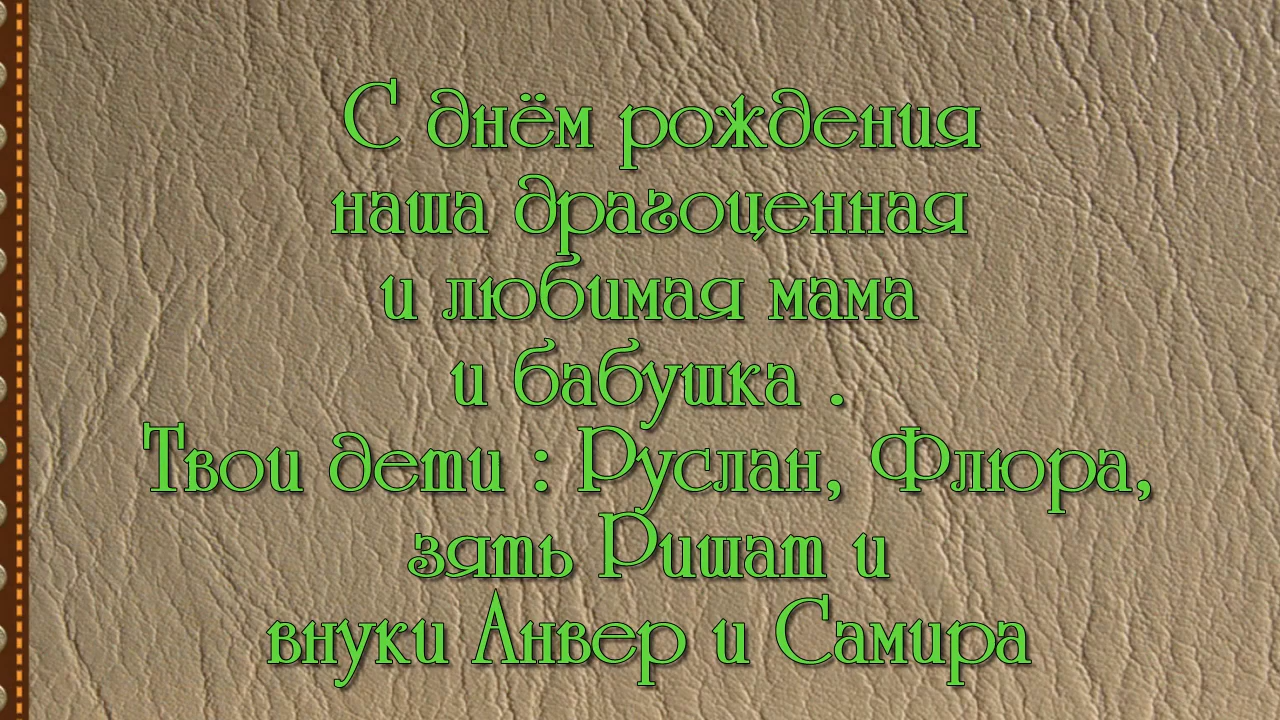 С днём рождения
наша драгоценная
и любимая мама
и бабушка .
Твои дети : Руслан, Флюра,
зять Ришат и
внуки Анвер и Самира